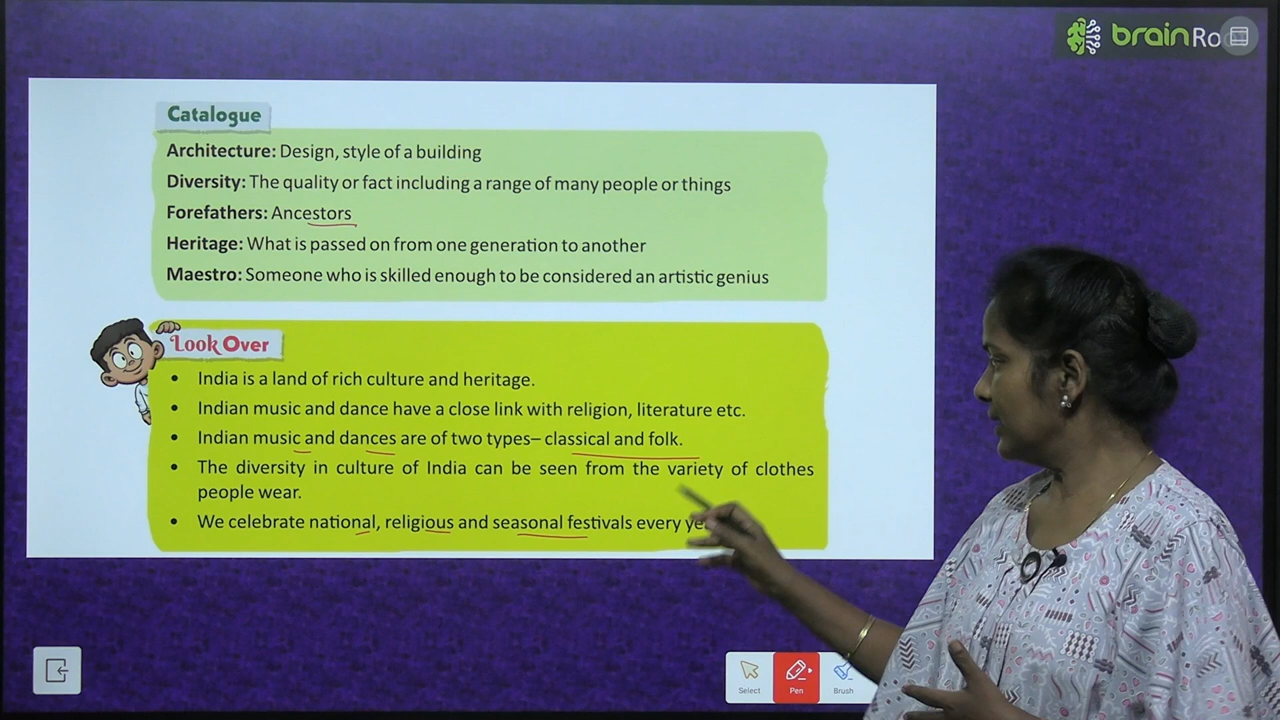 brainRo
Catalogue
Architecture: Design, style of a building
Diversity: The quality or fact including a range of many people or things
Forefathers: Ancestors
Heritage: What is passed on from one generation to another
Maestro: Someone who is skilled enough to be considered an artistic genius
Look Over
• India is a land of rich culture and heritage.
• Indian music and dance have a close link with religion, literature etc.
• Indian music and dances are of two types– classical and folk.
• The diversity in culture of India can be seen from the variety of clothes
people wear.
• We celebrate national, religious and seasonal festivals every
Select Pen Brush